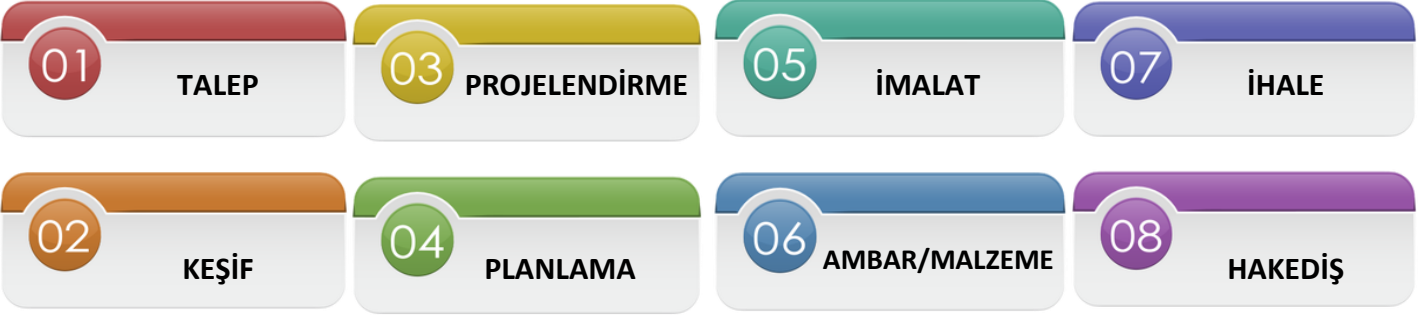 01
TALEP
02
KEŞİF
03
PROJELENDİRME
04
PLANLAMA
05
İMALAT
06
AMBAR/MALZEME
07
İHALE
08
HAKEDİŞ